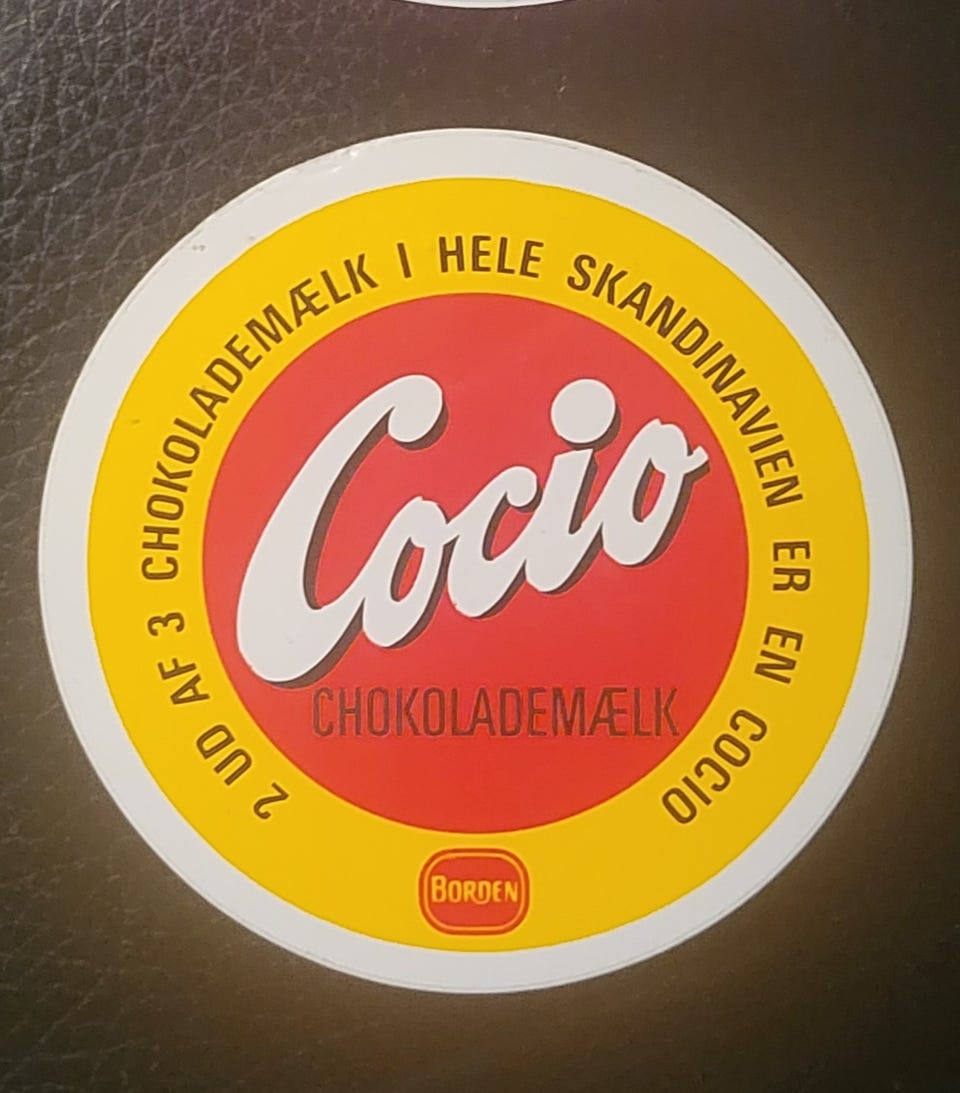 2 UD AF 3 CHOKOLADEMÆLK I HELE SKANDINAVIEN ER EN COCIO
Cocio
CHOKOLADEMÆLK
BORDEN